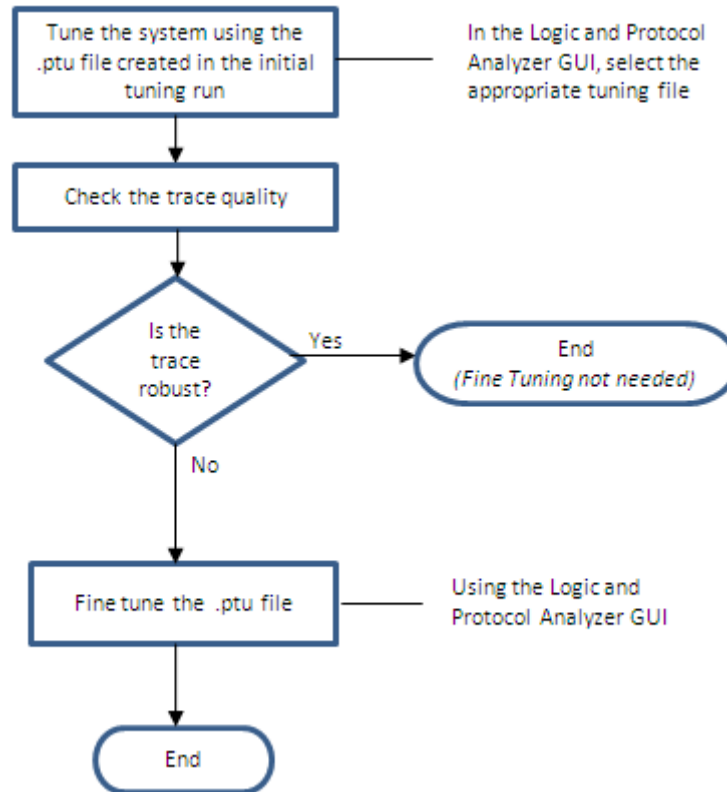 Tune the system using the
.ptu file created in the initial
tuning run
In the Logic and Protocol
Analyzer GUI, select the
appropriate tuning file
Check the trace quality
Is the
trace
robust?
Yes
End
(Fine Tuning not needed)
No
Fine tune the .ptu file
Using the Logic and
Protocol Analyzer GUI
End